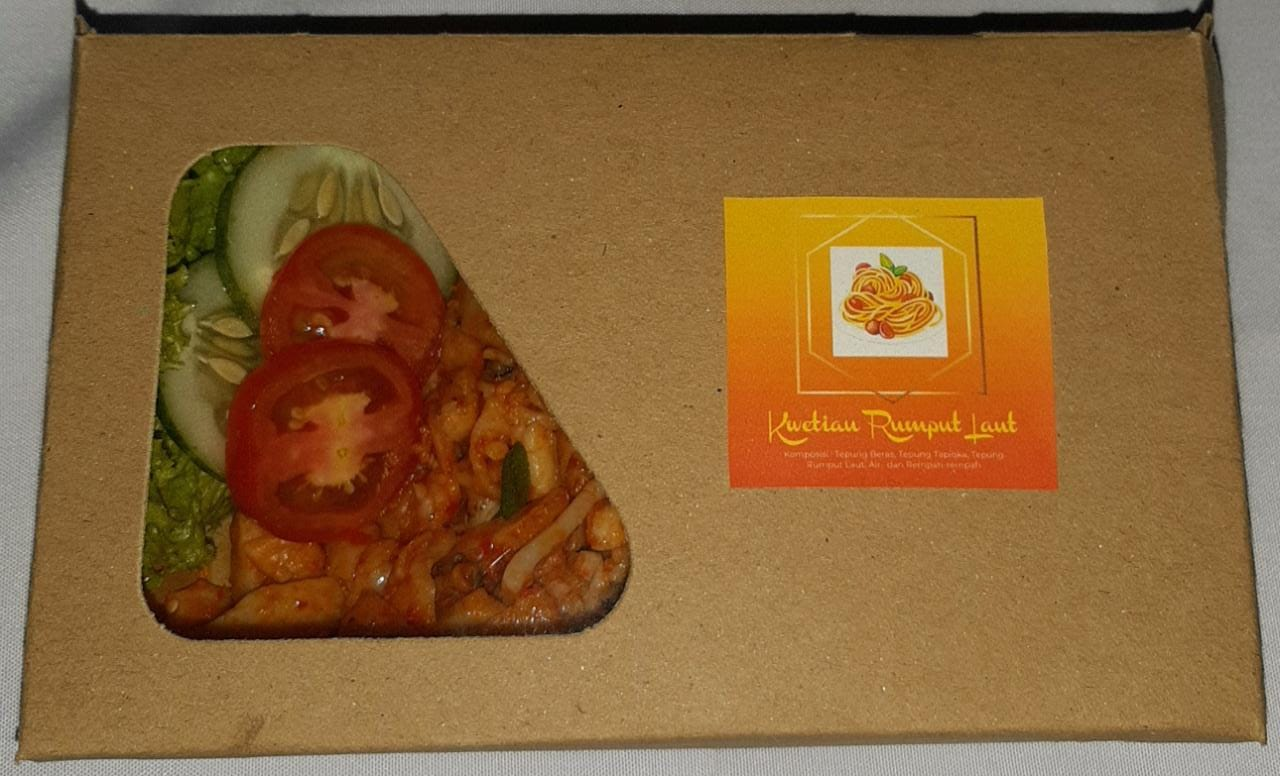 Kwetiau Rumput Laut
Komposisi : Tepung Beras, Tepung Tapioka, Tepung
Rumput Laut, Air, dan Rempah-rempah